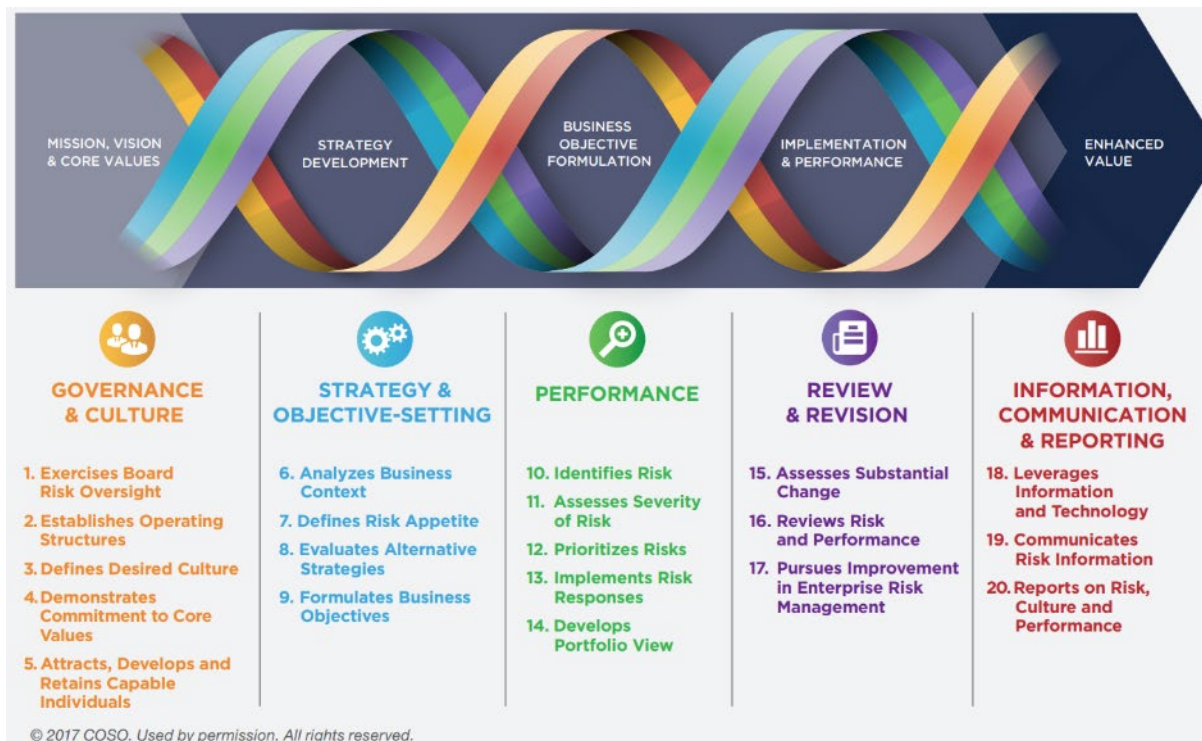 MISSION, VISION
& CORE VALUES
STRATEGY
DEVELOPMENT
BUSINESS
OBJECTIVE
FORMULATION
IMPLEMENTATION
& PERFORMANCE
ENHANCED
VALUE
GOVERNANCE
& CULTURE
1. Exercises Board
Risk Oversight
2. Establishes Operating
Structures
3. Defines Desired Culture
4. Demonstrates
Commitment to Core
Values
5. Attracts, Develops and
Retains Capable
Individuals
STRATEGY &
OBJECTIVE-SETTING
6. Analyzes Business
Context
7. Defines Risk Appetite
8. Evaluates Alternative
Strategies
9. Formulates Business
Objectives
PERFORMANCE
10. Identifies Risk
11. Assesses Severity
of Risk
12. Prioritizes Risks
13. Implements Risk
Responses
14. Develops
Portfolio View
REVIEW
& REVISION
15. Assesses Substantial
Change
16. Reviews Risk
and Performance
17. Pursues Improvement
in Enterprise Risk
Management
INFORMATION,
COMMUNICATION
& REPORTING
18. Leverages
Information
and Technology
19. Communicates
Risk Information
20. Reports on Risk,
Culture and
Performance
© 2017 COSO. Used by permission. All rights reserved.